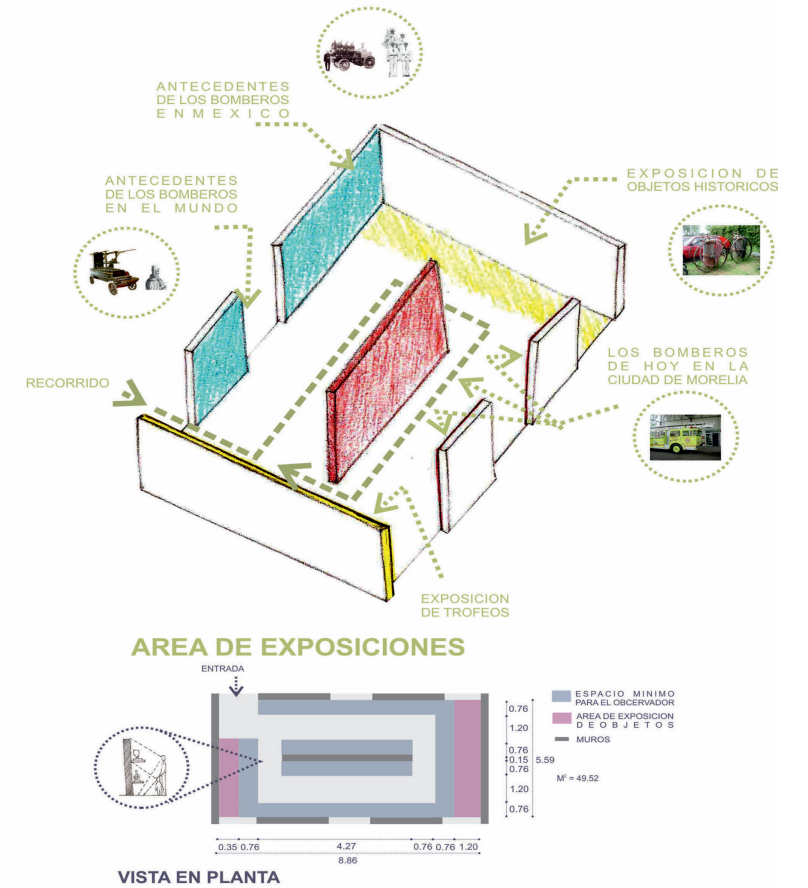 ANTECEDENTES
DE LOS BOMBEROS
EN MEXICO
ANTECEDENTES
DE LOS BOMBEROS
EN EL MUNDO
EXPOSICION DE
OBJETOS HISTORICOS
RECORRIDO
LOS BOMBEROS
DE HOY EN LA
CIUDAD DE MORELIA
EXPOSICION
DE TROFEOS
AREA DE EXPOSICIONES
ENTRADA
ESPACIO MINIMO
PARA EL OBCERVADOR
AREA DE EXPOSICION
DE OBJETOS
MUROS
0.76
1.20
0.76
0.15
0.76
1.20
0.76
5.59
M² = 49.52
0.35 0.76 4.27 0.76 0.76 1.20
8.86
VISTA EN PLANTA